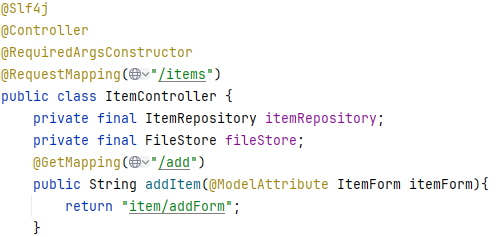 @Slf4j
@Controller
@RequiredArgsConstructor
@RequestMapping("/items")
public class ItemController {
    private final ItemRepository itemRepository;
    private final FileStore fileStore;
    @GetMapping("/add")
    public String addItem(@ModelAttribute ItemForm itemForm){
        return "item/addForm";
    }